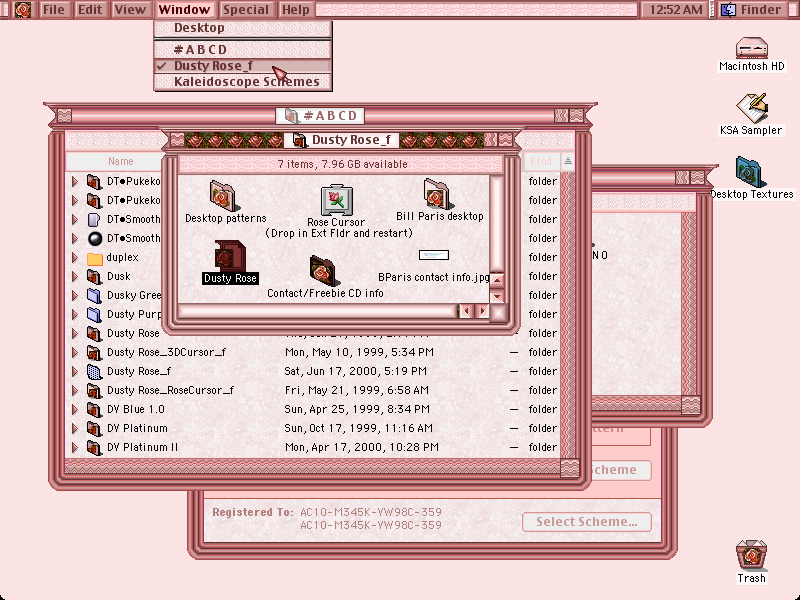 File Edit View Window Special Help 12:52 AM Finder
Desktop
#ABCD
✓ Dusty Rose_f
Kaleidoscope Schemes
Macintosh HD
KSA Sampler
Desktop Textures
Trash
#ABCD
Name Kind
DT•Pukeko folder
DT•Pukeko folder
DT•Smooth folder
DT•Smooth folder
duplex folder
Dusk folder
Dusky Gree folder
Dusty Purp folder
Dusty Rose folder
Dusty Rose_3DCursor_f Mon, May 10, 1999, 5:34 PM — folder
Dusty Rose_f Sat, Jun 17, 2000, 5:19 PM — folder
Dusty Rose_RoseCursor_f Fri, May 21, 1999, 6:58 AM — folder
DV Blue 1.0 Sun, Apr 25, 1999, 8:34 PM — folder
DV Platinum Sun, Oct 17, 1999, 11:16 AM — folder
DV Platinum II Mon, Apr 17, 2000, 10:28 PM — folder
Dusty Rose_f
7 items, 7.96 GB available
Desktop patterns
Rose Cursor
(Drop in Ext Fldr and restart)
Bill Paris desktop
Dusty Rose
Contact/Freebie CD info
BParis contact info.jpg
NO
ttern
cheme
Registered To: AC10-M345K-YW98C-359
AC10-M345K-YW98C-359
Select Scheme...